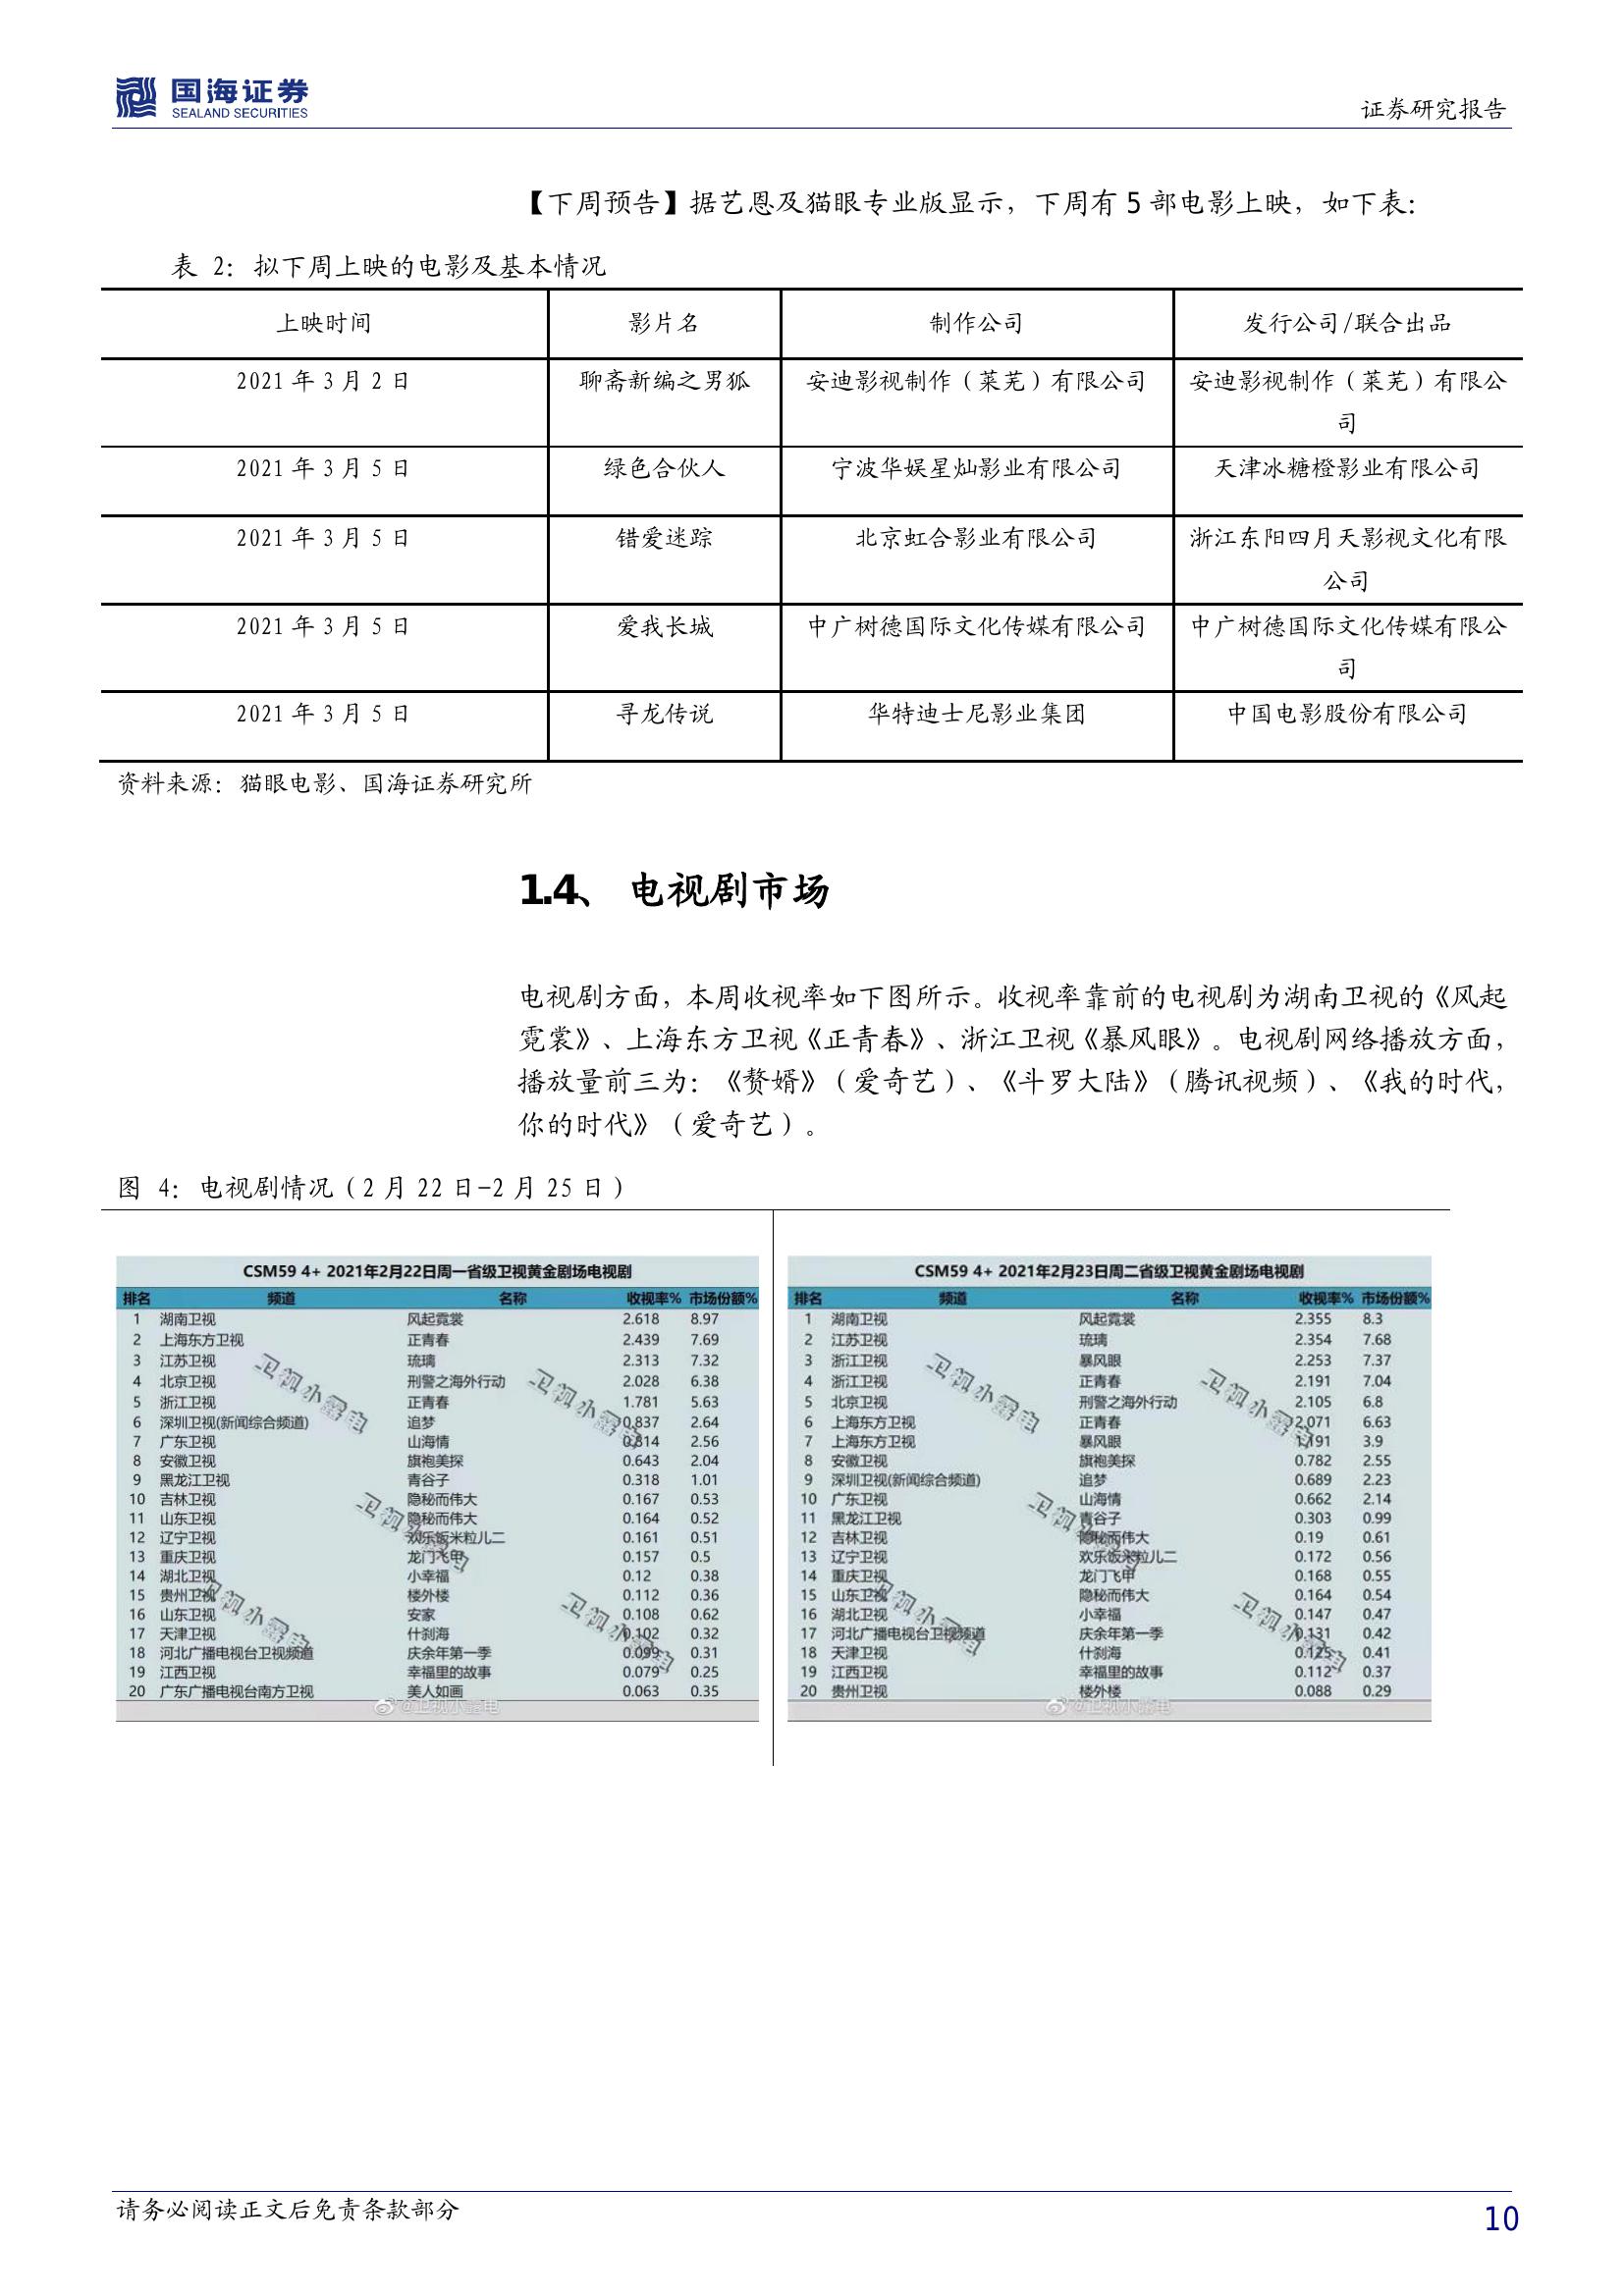 国海证券
SEALAND SECURITIES
证券研究报告
【下周预告】据艺恩及猫眼专业版显示，下周有 5 部电影上映，如下表：
表 2：拟下周上映的电影及基本情况
上映时间 影片名 制作公司 发行公司/联合出品
2021 年 3 月 2 日 聊斋新编之男狐 安迪影视制作（莱芜）有限公司 安迪影视制作（莱芜）有限公
司
2021 年 3 月 5 日 绿色合伙人 宁波华娱星灿影业有限公司 天津冰糖橙影业有限公司
2021 年 3 月 5 日 错爱迷踪 北京虹合影业有限公司 浙江东阳四月天影视文化有限
公司
2021 年 3 月 5 日 爱我长城 中广树德国际文化传媒有限公司 中广树德国际文化传媒有限公
司
2021 年 3 月 5 日 寻龙传说 华特迪士尼影业集团 中国电影股份有限公司
资料来源：猫眼电影、国海证券研究所
1.4、 电视剧市场
电视剧方面，本周收视率如下图所示。收视率靠前的电视剧为湖南卫视的《风起
霓裳》、上海东方卫视《正青春》、浙江卫视《暴风眼》。电视剧网络播放方面，
播放量前三为：《赘婿》（爱奇艺）、《斗罗大陆》（腾讯视频）、《我的时代，
你的时代》（爱奇艺）。
图 4：电视剧情况（2 月 22 日-2 月 25 日）
CSM59 4+ 2021年2月22日周一省级卫视黄金剧场电视剧
排名 频道 名称 收视率% 市场份额%
1 湖南卫视 风起霓裳 2.618 8.97
2 上海东方卫视 正青春 2.439 7.69
3 江苏卫视 琉璃 2.313 7.32
4 北京卫视 刑警之海外行动 2.028 6.38
5 浙江卫视 正青春 1.781 5.63
6 深圳卫视(新闻综合频道) 追梦 0.837 2.64
7 广东卫视 山海情 0.814 2.56
8 安徽卫视 旗袍美探 0.643 2.04
9 黑龙江卫视 青谷子 0.318 1.01
10 吉林卫视 隐秘而伟大 0.167 0.53
11 山东卫视 隐秘而伟大 0.164 0.52
12 辽宁卫视 欢乐饭米粒儿二 0.161 0.51
13 重庆卫视 龙门飞甲 0.157 0.5
14 湖北卫视 小幸福 0.12 0.38
15 贵州卫视 楼外楼 0.112 0.36
16 山东卫视 安家 0.108 0.62
17 天津卫视 什刹海 0.102 0.32
18 河北广播电视台卫视频道 庆余年第一季 0.099 0.31
19 江西卫视 幸福里的故事 0.079 0.25
20 广东广播电视台南方卫视 美人如画 0.063 0.35
@卫视小露电
CSM59 4+ 2021年2月23日周二省级卫视黄金剧场电视剧
排名 频道 名称 收视率% 市场份额%
1 湖南卫视 风起霓裳 2.355 8.3
2 江苏卫视 琉璃 2.354 7.68
3 浙江卫视 暴风眼 2.253 7.37
4 浙江卫视 正青春 2.191 7.04
5 北京卫视 刑警之海外行动 2.105 6.8
6 上海东方卫视 正青春 2.071 6.63
7 上海东方卫视 暴风眼 1.191 3.9
8 安徽卫视 旗袍美探 0.782 2.55
9 深圳卫视(新闻综合频道) 追梦 0.689 2.23
10 广东卫视 山海情 0.662 2.14
11 黑龙江卫视 青谷子 0.303 0.99
12 吉林卫视 隐秘而伟大 0.19 0.61
13 辽宁卫视 欢乐饭米粒儿二 0.172 0.56
14 重庆卫视 龙门飞甲 0.168 0.55
15 山东卫视 隐秘而伟大 0.164 0.54
16 湖北卫视 小幸福 0.147 0.47
17 河北广播电视台卫视频道 庆余年第一季 0.131 0.42
18 天津卫视 什刹海 0.125 0.41
19 江西卫视 幸福里的故事 0.112 0.37
20 贵州卫视 楼外楼 0.088 0.29
@卫视小露电
请务必阅读正文后免责条款部分
10